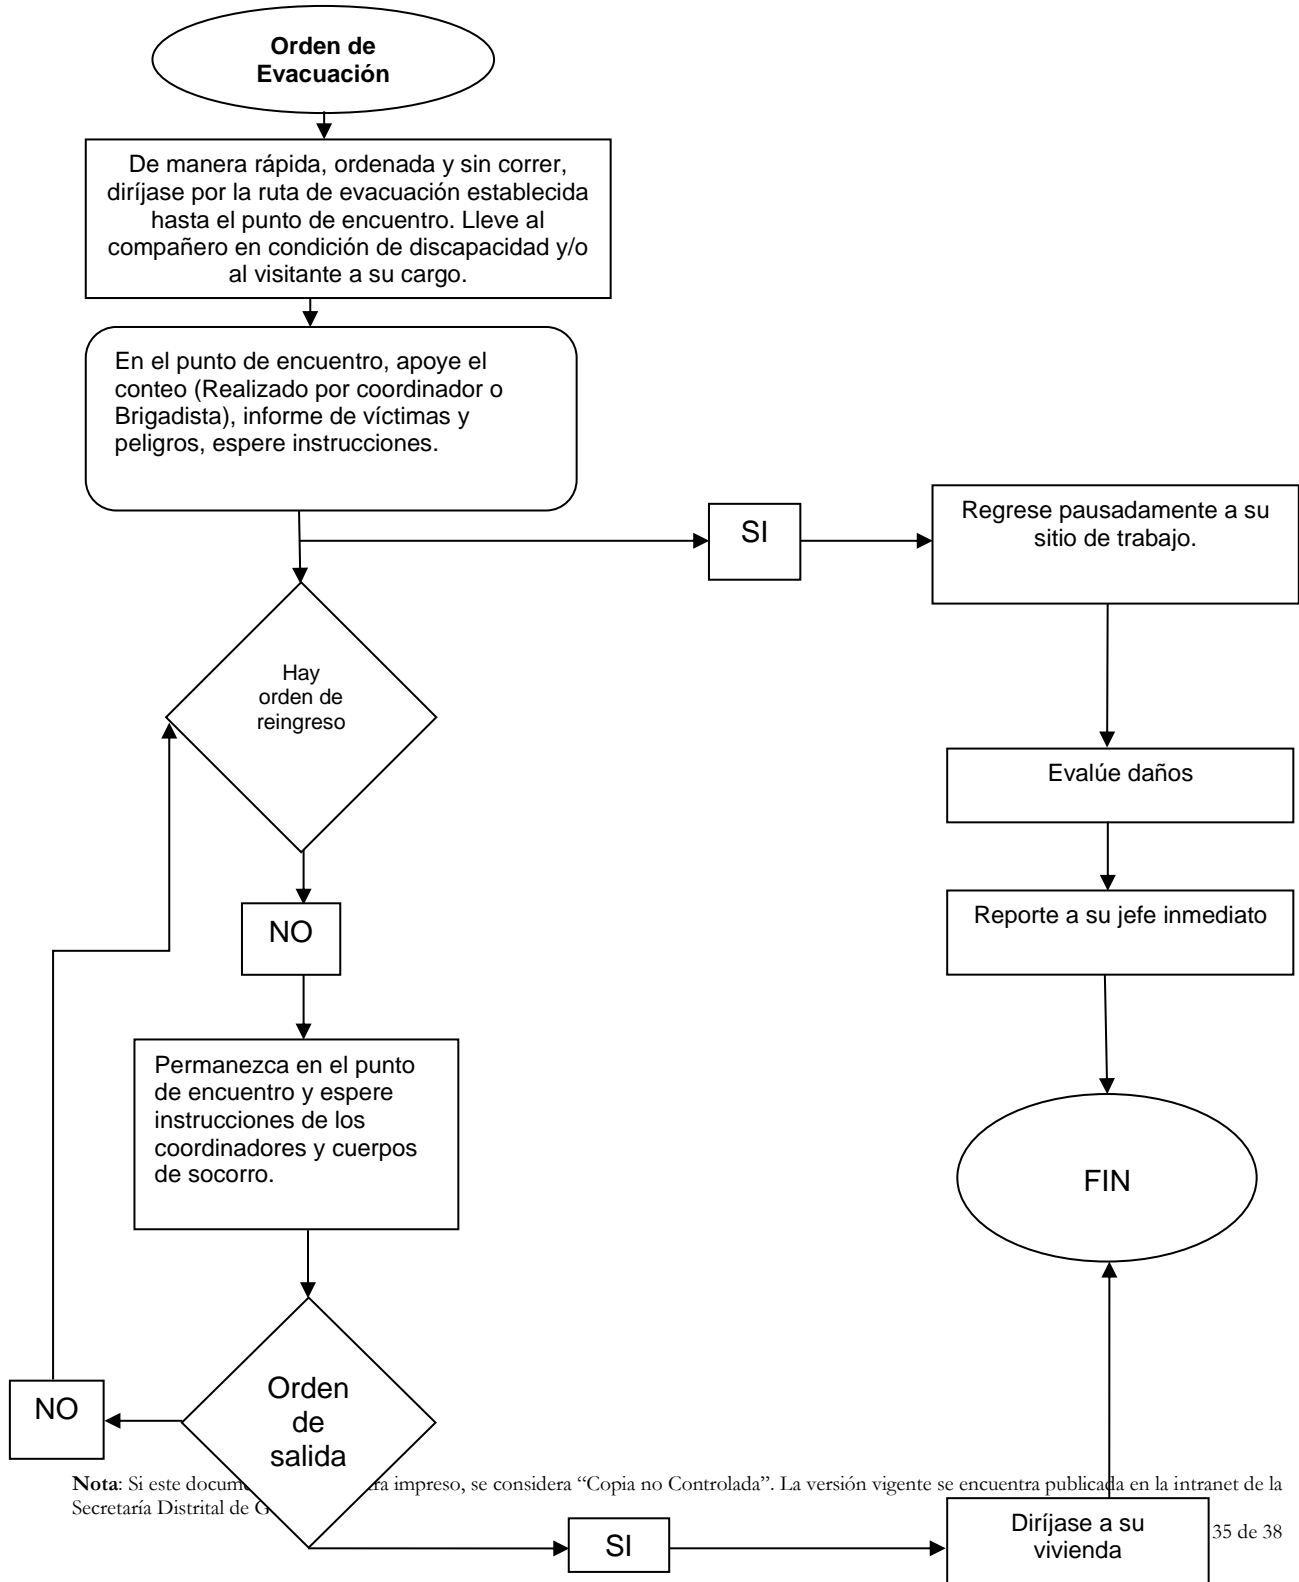 Orden de
Evacuación
De manera rápida, ordenada y sin correr,
diríjase por la ruta de evacuación establecida
hasta el punto de encuentro. Lleve al
compañero en condición de discapacidad y/o
al visitante a su cargo.
En el punto de encuentro, apoye el
conteo (Realizado por coordinador o
Brigadista), informe de víctimas y
peligros, espere instrucciones.
SI
Regrese pausadamente a su
sitio de trabajo.
Hay
orden de
reingreso
Evalúe daños
NO
Reporte a su jefe inmediato
Permanezca en el punto
de encuentro y espere
instrucciones de los
coordinadores y cuerpos
de socorro.
FIN
Orden
de
salida
NO
Nota: Si este docum impreso, se considera “Copia no Controlada”. La versión vigente se encuentra publicada en la intranet de la
Secretaría Distrital de G
SI
Diríjase a su
vivienda
35 de 38